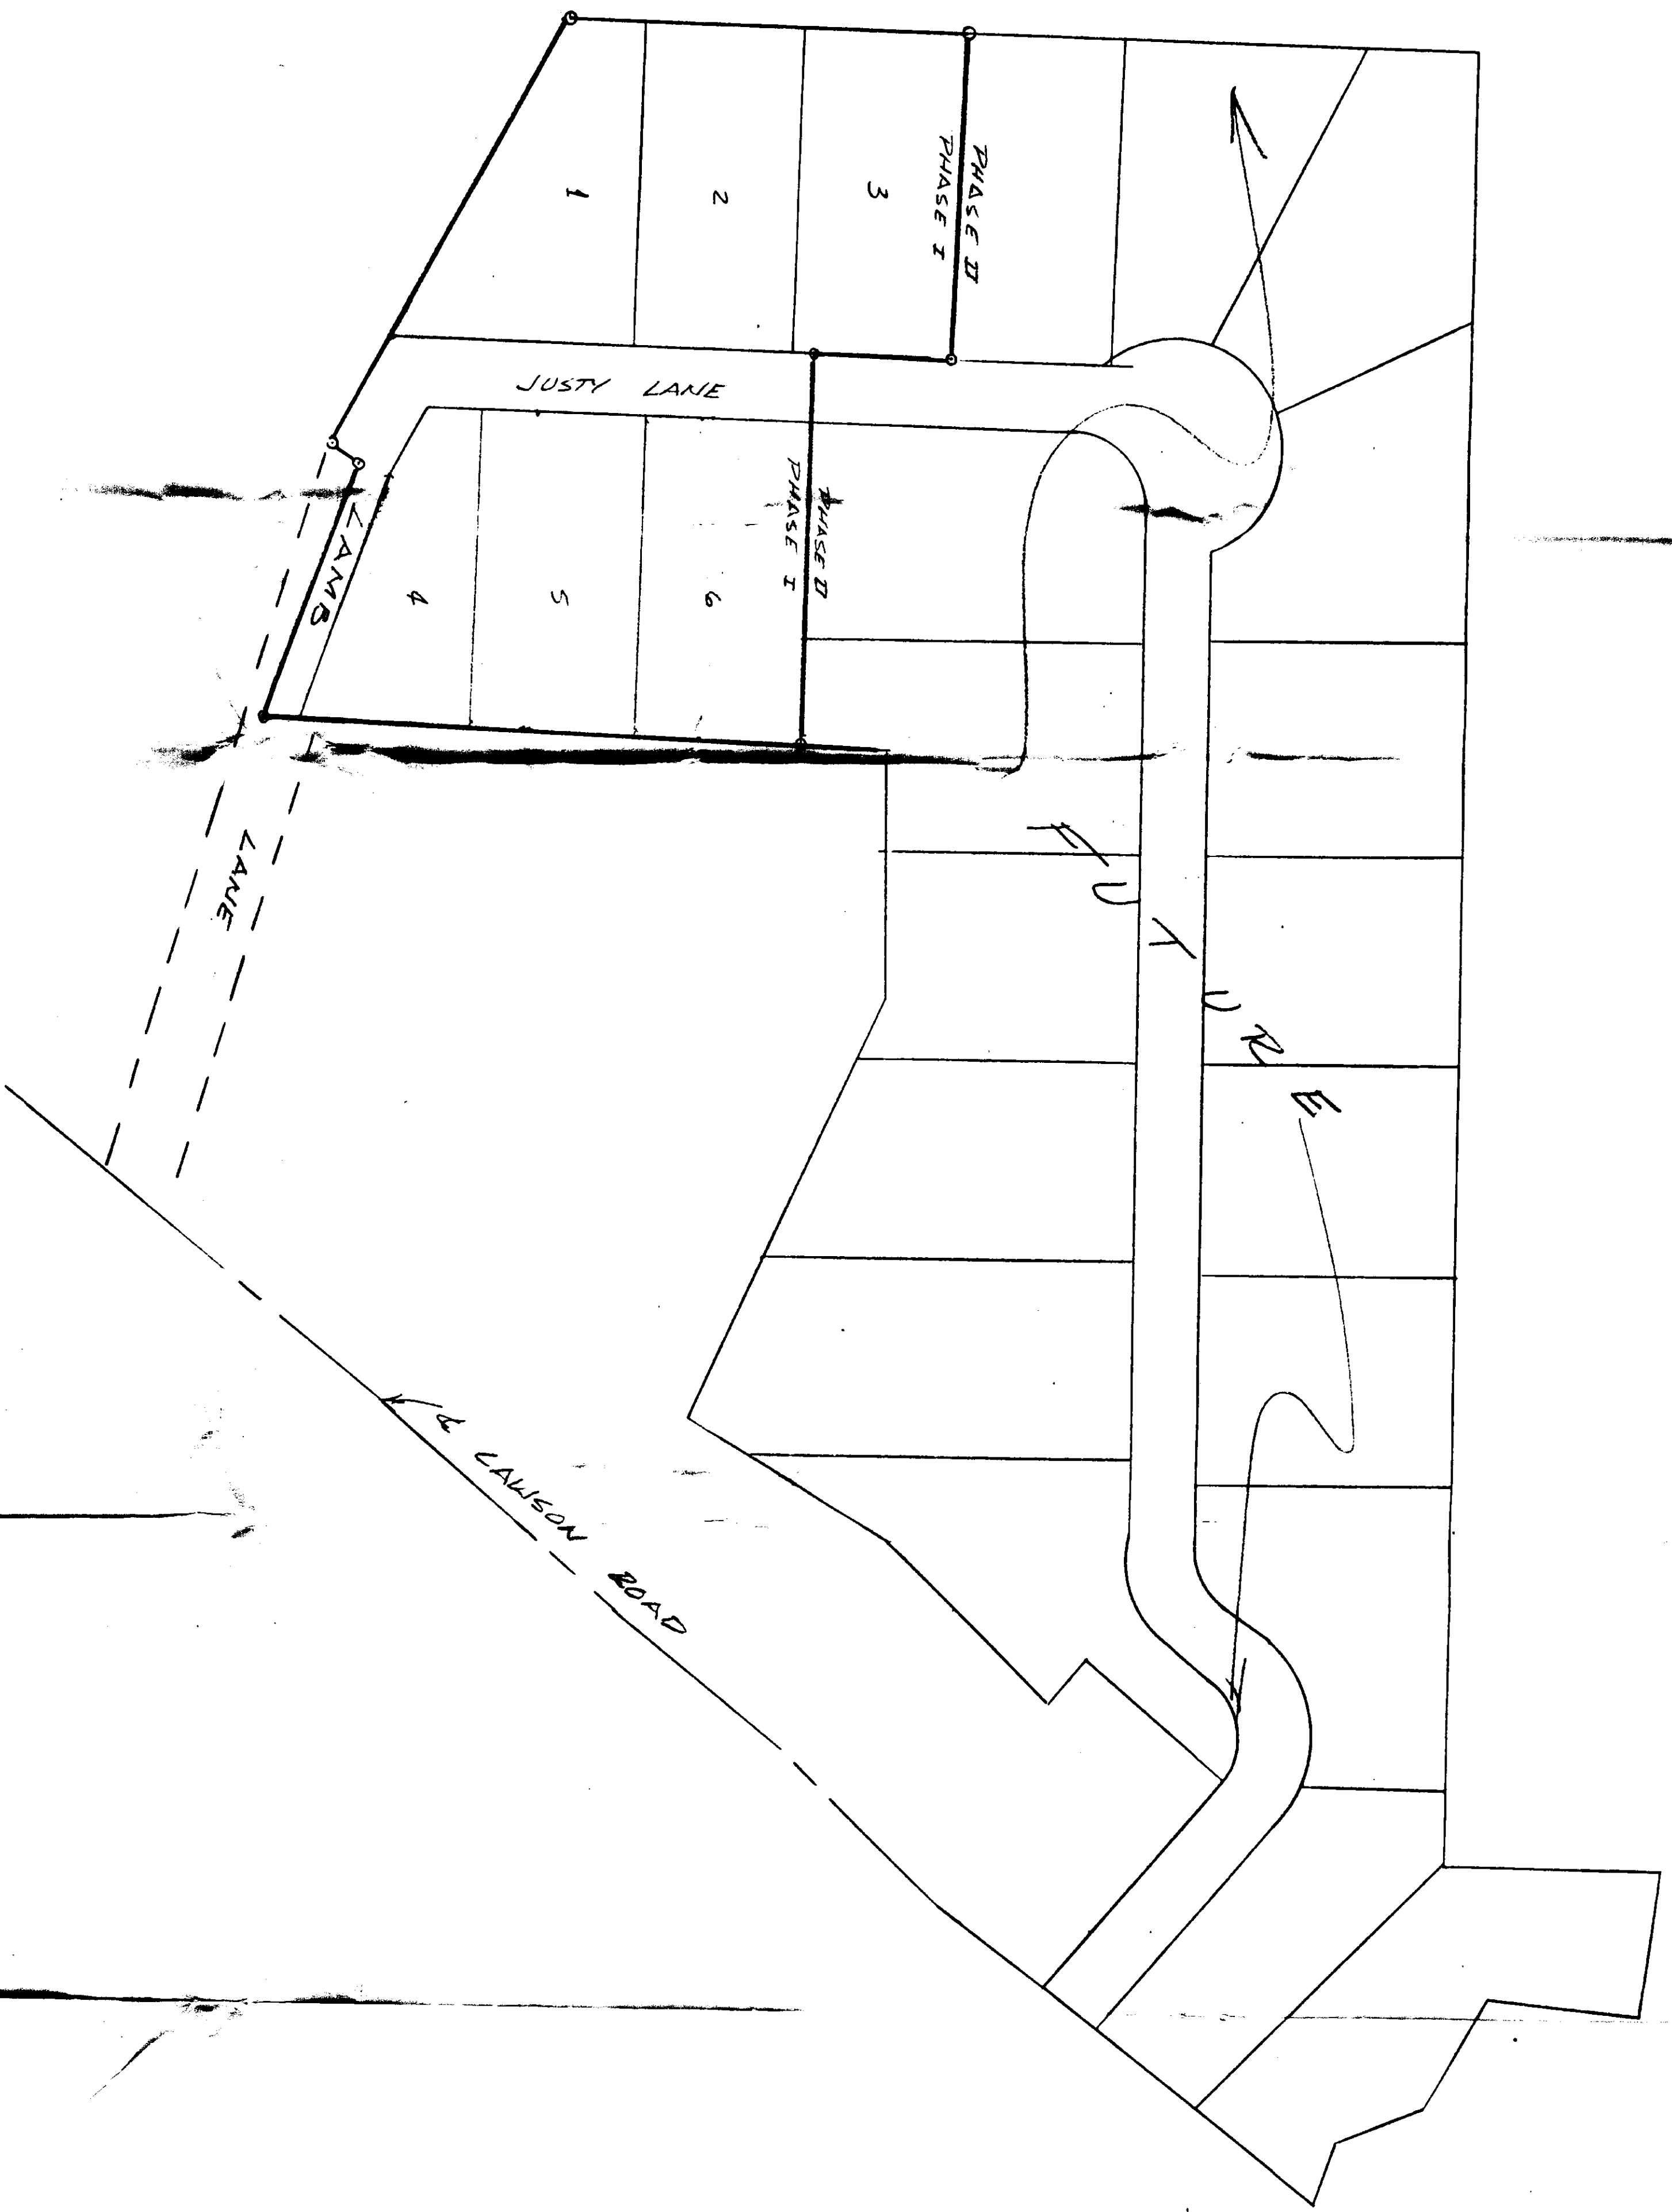 1
2
3
PHASE II
PHASE I
JUSTY LANE
PHASE II
PHASE I
4
5
6
LAMB
LANE
FUTURE
℄ LAWSON ROAD